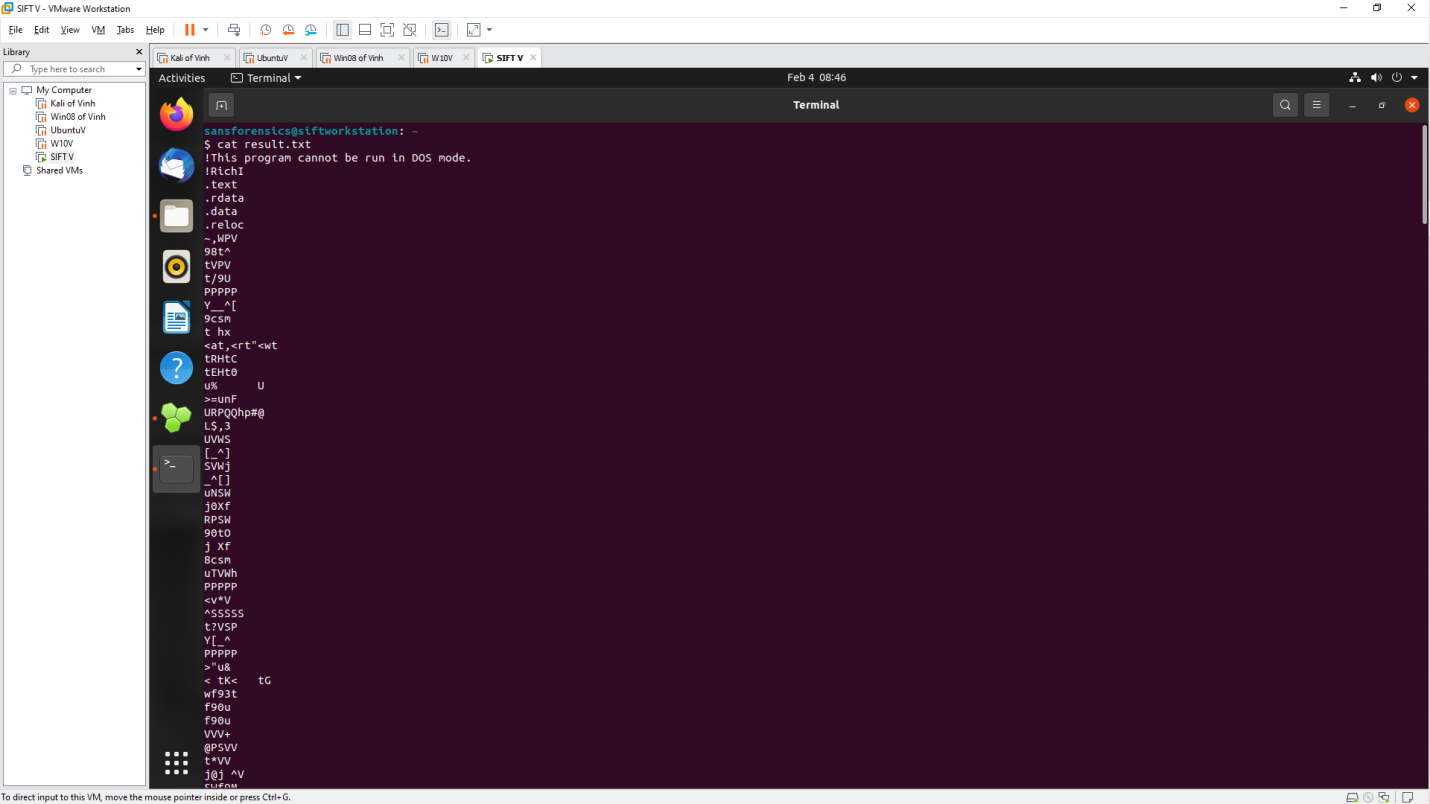 SIFT V - VMware Workstation
File Edit View VM Tabs Help
Library
Type here to search
My Computer
Kali of Vinh
Win08 of Vinh
UbuntuV
W10V
SIFT V
Shared VMs
Kali of Vinh UbuntuV Win08 of Vinh W10V SIFT V
Activities Terminal Feb 4 08:46
Terminal
sansforensics@siftworkstation: ~
$ cat result.txt
!This program cannot be run in DOS mode.
!RichI
.text
.rdata
.data
.reloc
~,WPV
98t^
tVPV
t/9U
PPPPP
Y__^[
9csm
t hx
<at,<rt"<wt
tRHtC
tEHt0
u% U
>=unF
URPQQhp#@
L$,3
UVWS
[_^]
SVWj
_^[]
uNSW
j0Xf
RPSW
90tO
j Xf
8csm
uTVWh
PPPPP
<v*V
^SSSSS
t?VSP
Y[_^
PPPPP
>"u&
< tK< tG
wf93t
f90u
f90u
VVV+
@PSVV
t*VV
j@j ^V
To direct input to this VM, move the mouse pointer inside or press Ctrl+G.